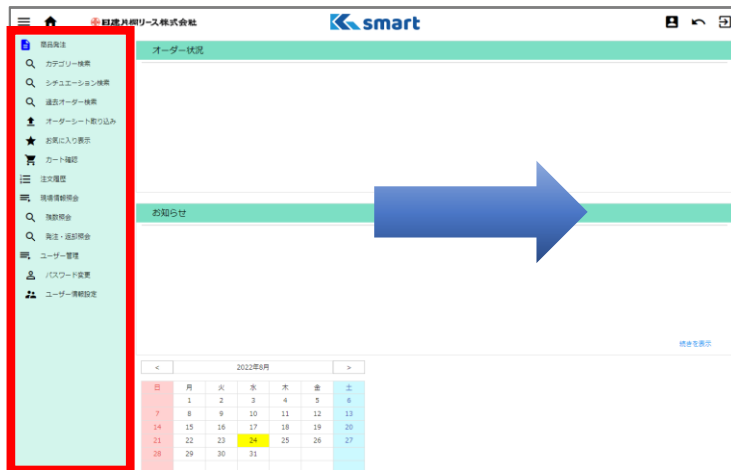 日建片桐リース株式会社
smart
商品発注
カテゴリー検索
シチュエーション検索
過去オーダー検索
オーダーシート取り込み
お気に入り表示
カート確認
注文履歴
現場情報照会
強数照会
発注・返却照会
ユーザー管理
パスワード変更
ユーザー情報設定
オーダー状況
お知らせ
続きを表示
< 2022年8月 >
日 月 火 水 木 金 土
1 2 3 4 5 6
7 8 9 10 11 12 13
14 15 16 17 18 19 20
21 22 23 24 25 26 27
28 29 30 31